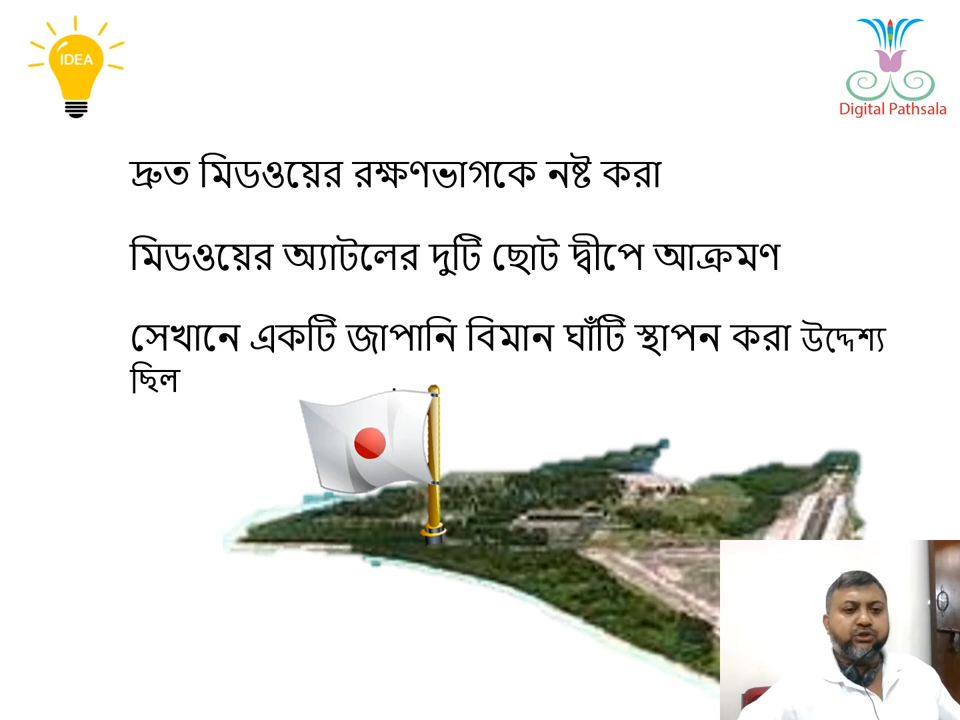 IDEA
Digital Pathsala
দ্রুত মিডওয়ের রক্ষণভাগকে নষ্ট করা
মিডওয়ের অ্যাটলের দুটি ছোট দ্বীপে আক্রমণ
সেখানে একটি জাপানি বিমান ঘাঁটি স্থাপন করা উদ্দেশ্য
ছিল